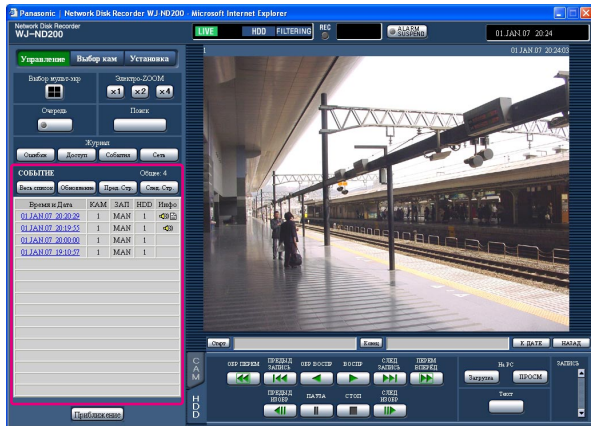 Panasonic | Network Disk Recorder WJ-ND200 - Microsoft Internet Explorer
Network Disk Recorder
WJ-ND200
LIVE HDD FILTERING REC ALARM SUSPEND 01.JAN.07 20:24
Управление Выбор кам Установка
1 01.JAN.07 20:24:03
Выбор мульт-экр Электро-ZOOM
x1 x2 x4
Очередь Поиск
Журнал
Ошибки Доступ События Сеть
СОБЫТИЕ Общие: 4
Весь список Обновление Пред. Стр. След. Стр.
Время и Дата КАМ ЗАП HDD Инфо
01.JAN.07 20:20:29 1 MAN 1
01.JAN.07 20:19:55 1 MAN 1
01.JAN.07 20:00:00 1 MAN 1
01.JAN.07 19:10:57 1 MAN 1
Старт Конец К ДАТЕ НАЗАД
CAM
HDD
ОБР ПЕРЕМ ПРЕДЫД ЗАПИСЬ ОБР ВОСПР ВОСПР СЛЕД ЗАПИСЬ ПЕРЕМ ВПЕРЁД
На PC ЗАПИСЬ
Загрузка ПРОСМ
ПРЕДЫД ИЗОБР ПАУЗА СТОП СЛЕД ИЗОБР
Текст
Приближение